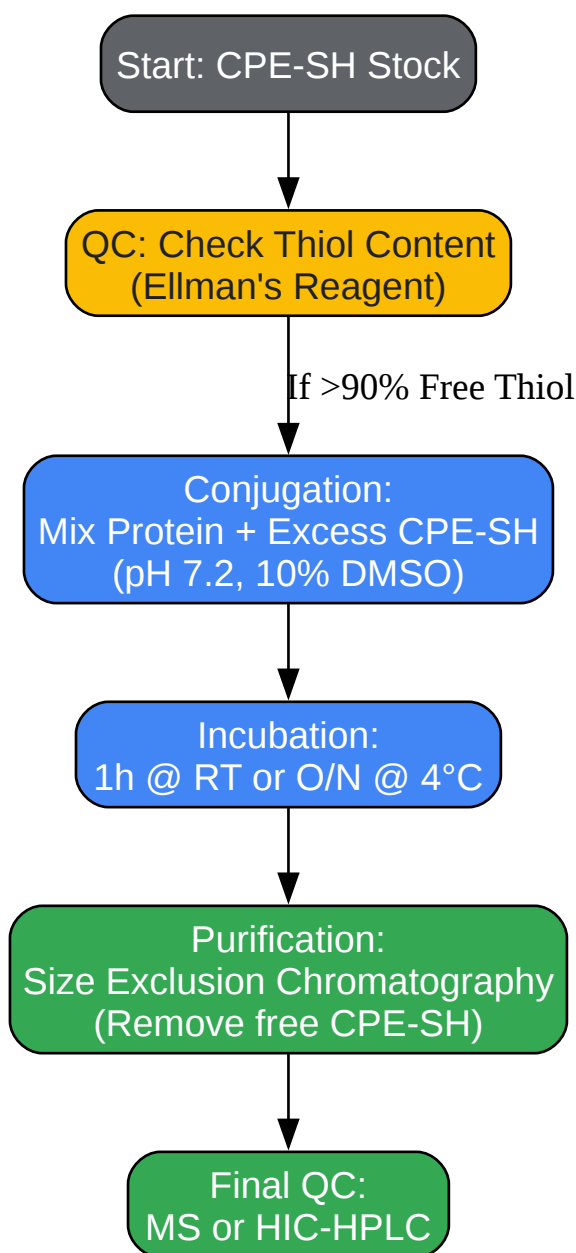 Start: CPE-SH Stock
QC: Check Thiol Content
(Ellman's Reagent)
If >90% Free Thiol
Conjugation:
Mix Protein + Excess CPE-SH
(pH 7.2, 10% DMSO)
Incubation:
1h @ RT or O/N @ 4°C
Purification:
Size Exclusion Chromatography
(Remove free CPE-SH)
Final QC:
MS or HIC-HPLC